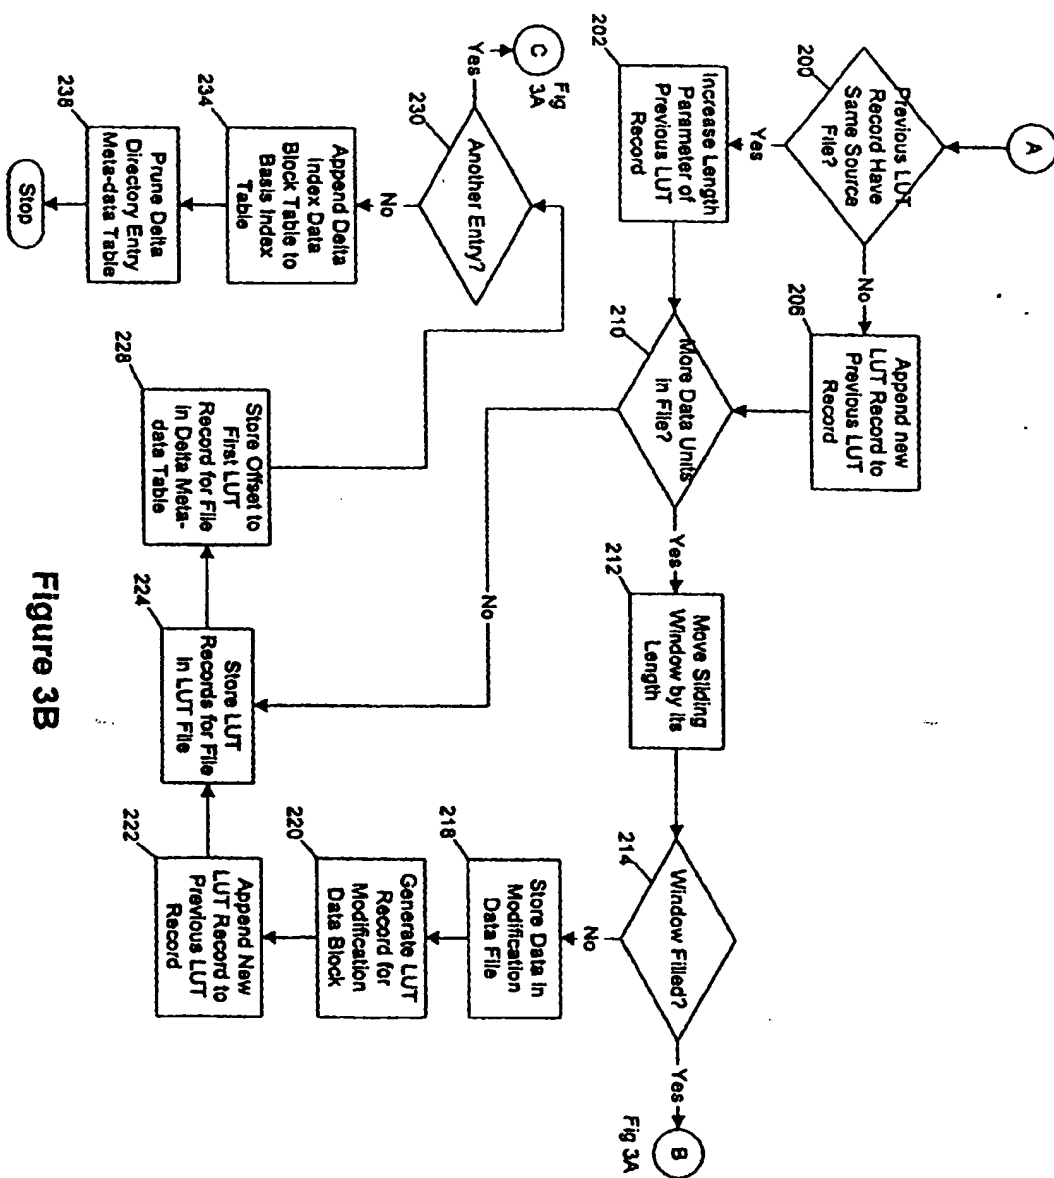 A
Previous LUT
Record Have
Same Source
File?
200
Yes
No
202
Increase Length
Parameter of
Previous LUT
Record
206
Append new
LUT Record to
Previous LUT
Record
210
More Data Units
in File?
Yes
No
212
Move Sliding
Window by its
Length
214
Window Filled?
Yes
B
Fig 3A
No
218
Store Data in
Modification
Data File
220
Generate LUT
Record for
Modification
Data Block
222
Append New
LUT Record to
Previous LUT
Record
224
Store LUT
Records for File
in LUT File
228
Store Offset to
First LUT
Record for File
in Delta Meta-
data Table
230
Another Entry?
Yes
C
Fig
3A
No
234
Append Delta
Index Data
Block Table to
Basis Index
Table
238
Prune Delta
Directory Entry
Meta-data Table
Stop
Figure 3B